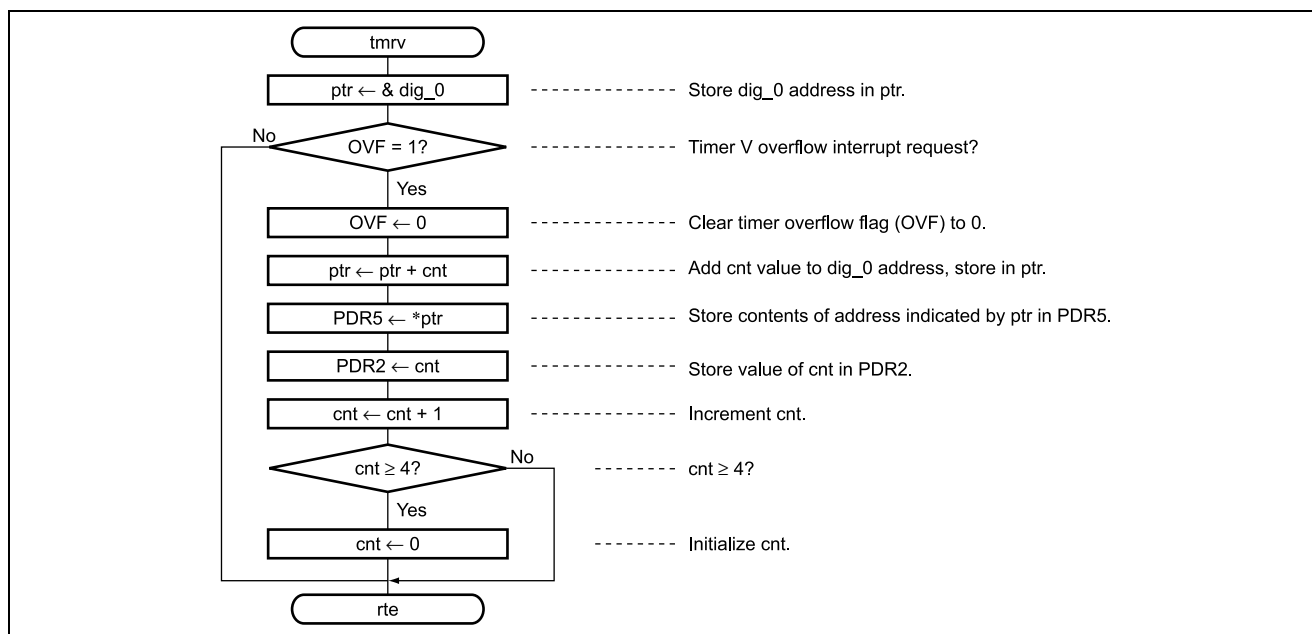 tmrv
ptr ← & dig_0 Store dig_0 address in ptr.
No
OVF = 1? Timer V overflow interrupt request?
Yes
OVF ← 0 Clear timer overflow flag (OVF) to 0.
ptr ← ptr + cnt Add cnt value to dig_0 address, store in ptr.
PDR5 ← *ptr Store contents of address indicated by ptr in PDR5.
PDR2 ← cnt Store value of cnt in PDR2.
cnt ← cnt + 1 Increment cnt.
No
cnt ≥ 4? cnt ≥ 4?
Yes
cnt ← 0 Initialize cnt.
rte